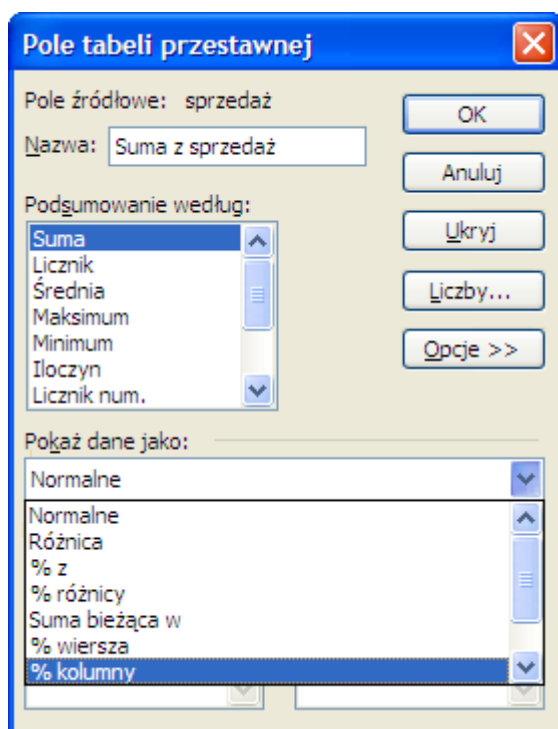 Pole tabeli przestawnej
Pole źródłowe: sprzedaż
OK
Nazwa: Suma z sprzedaż
Anuluj
Podsumowanie według:
Ukryj
Suma
Licznik
Średnia
Maksimum
Minimum
Iloczyn
Licznik num.
Liczby...
Opcje >>
Pokaż dane jako:
Normalne
Normalne
Różnica
% z
% różnicy
Suma bieżąca w
% wiersza
% kolumny